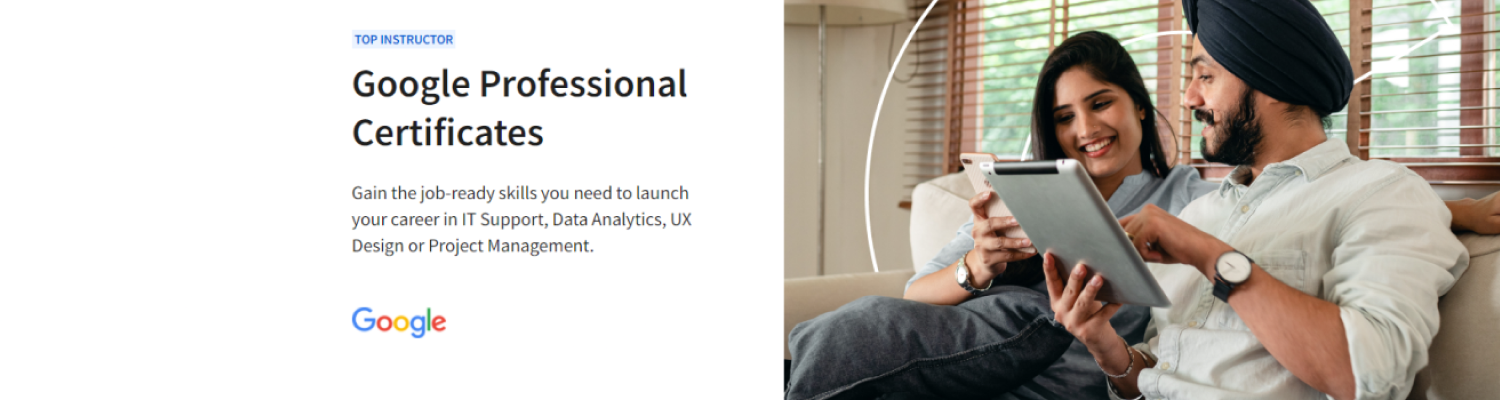 TOP INSTRUCTOR
Google Professional
Certificates
Gain the job-ready skills you need to launch
your career in IT Support, Data Analytics, UX
Design or Project Management.
Google